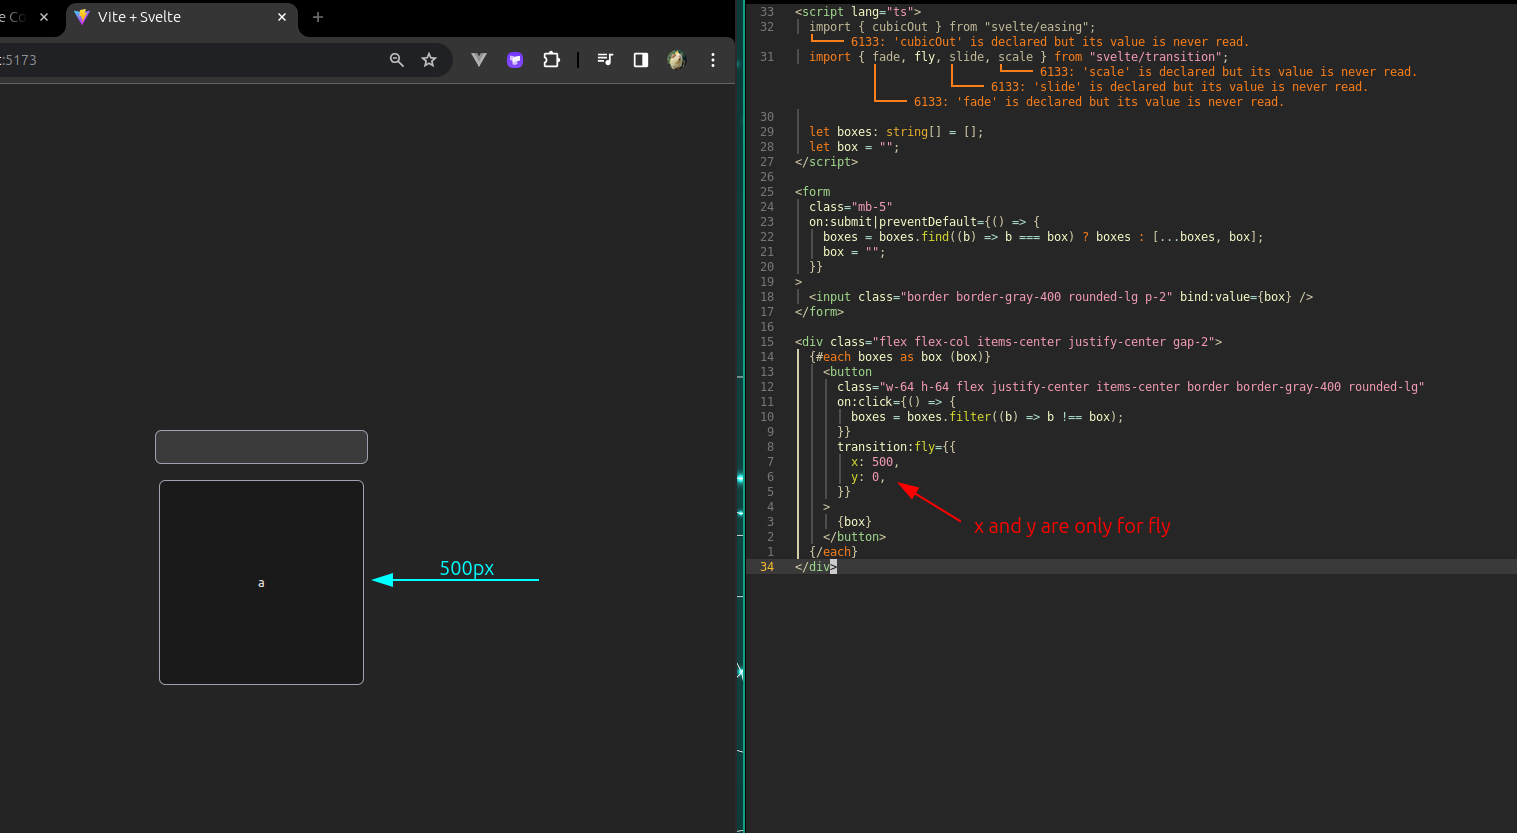 e Co
Vite + Svelte
:5173
a
500px
33 <script lang="ts">
32 import { cubicOut } from "svelte/easing";
6133: 'cubicOut' is declared but its value is never read.
31 import { fade, fly, slide, scale } from "svelte/transition";
6133: 'scale' is declared but its value is never read.
6133: 'slide' is declared but its value is never read.
6133: 'fade' is declared but its value is never read.
30
29 let boxes: string[] = [];
28 let box = "";
27 </script>
26
25 <form
24 class="mb-5"
23 on:submit|preventDefault={() => {
22 boxes = boxes.find((b) => b === box) ? boxes : [...boxes, box];
21 box = "";
20 }}
19 >
18 <input class="border border-gray-400 rounded-lg p-2" bind:value={box} />
17 </form>
16
15 <div class="flex flex-col items-center justify-center gap-2">
14 {#each boxes as box (box)}
13 <button
12 class="w-64 h-64 flex justify-center items-center border border-gray-400 rounded-lg"
11 on:click={() => {
10 boxes = boxes.filter((b) => b !== box);
9 }}
8 transition:fly={{
7 x: 500,
6 y: 0,
5 }}
4 >
3 {box}
2 </button>
1 {/each}
34 </div>
x and y are only for fly